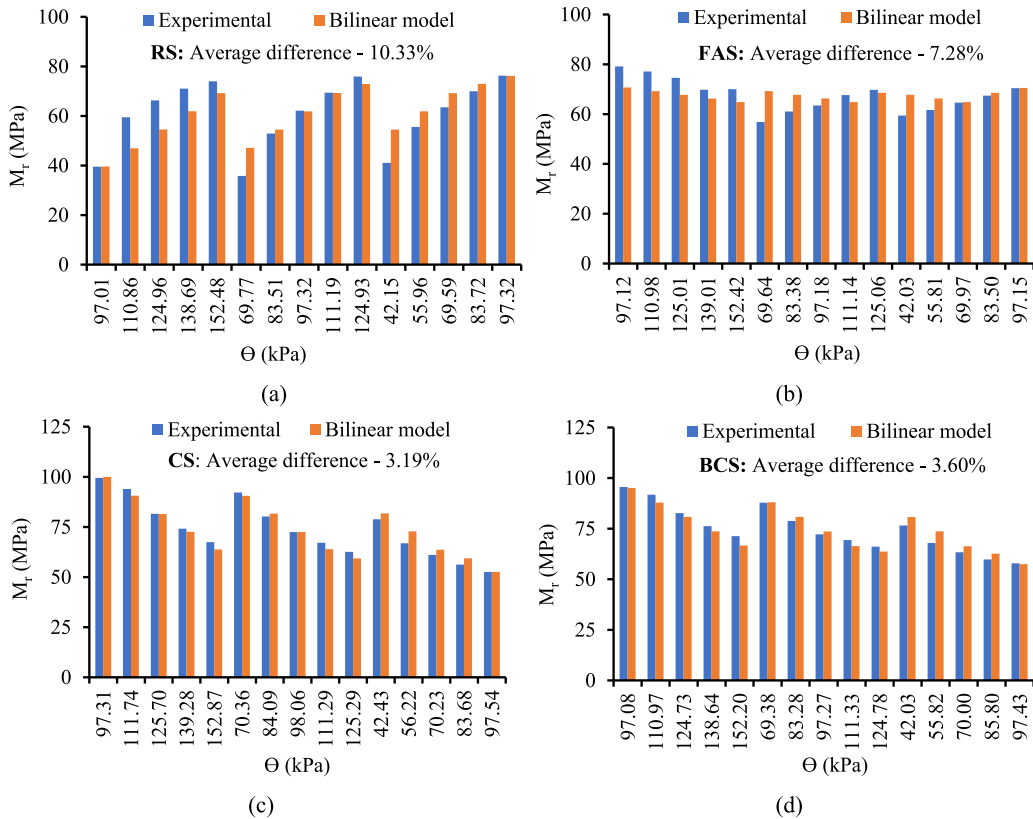 Experimental Bilinear model
RS: Average difference - 10.33%
M_r (MPa)
100
80
60
40
20
0
97.01 110.86 124.96 138.69 152.48 69.77 83.51 97.32 111.19 124.93 42.15 55.96 69.59 83.72 97.32
Ɵ (kPa)
(a)
Experimental Bilinear model
FAS: Average difference - 7.28%
M_r (MPa)
100
80
60
40
20
0
97.12 110.98 125.01 139.01 152.42 69.64 83.38 97.18 111.14 125.06 42.03 55.81 69.97 83.50 97.15
Ɵ (kPa)
(b)
Experimental Bilinear model
CS: Average difference - 3.19%
M_r (MPa)
125
100
75
50
25
0
97.31 111.74 125.70 139.28 152.87 70.36 84.09 98.06 111.29 125.29 42.43 56.22 70.23 83.68 97.54
Ɵ (kPa)
(c)
Experimental Bilinear model
BCS: Average difference - 3.60%
M_r (MPa)
125
100
75
50
25
0
97.08 110.97 124.73 138.64 152.20 69.38 83.28 97.27 111.33 124.78 42.03 55.82 70.00 85.80 97.43
Ɵ (kPa)
(d)